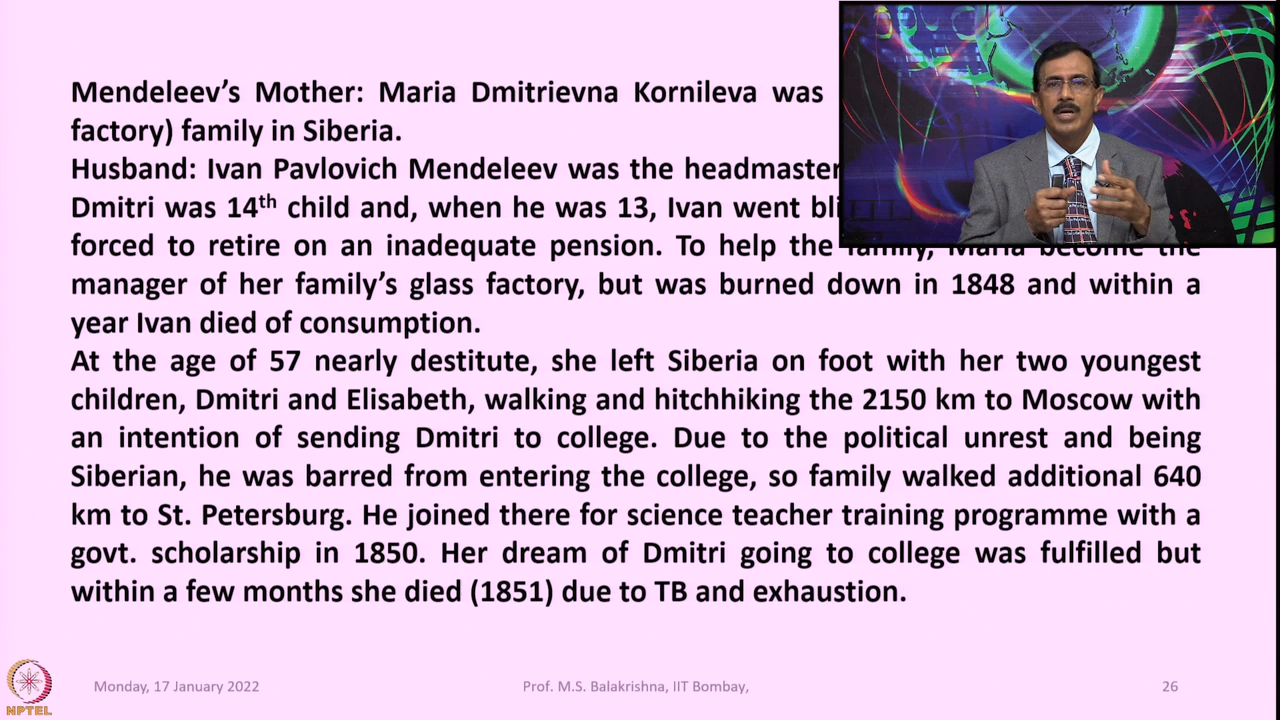 Mendeleev’s Mother: Maria Dmitrievna Kornileva was
factory) family in Siberia.
Husband: Ivan Pavlovich Mendeleev was the headmaster
Dmitri was 14th child and, when he was 13, Ivan went
forced to retire on an inadequate pension. To help the family, Maria become the
manager of her family’s glass factory, but was burned down in 1848 and within a
year Ivan died of consumption.
At the age of 57 nearly destitute, she left Siberia on foot with her two youngest
children, Dmitri and Elisabeth, walking and hitchhiking the 2150 km to Moscow with
an intention of sending Dmitri to college. Due to the political unrest and being
Siberian, he was barred from entering the college, so family walked additional 640
km to St. Petersburg. He joined there for science teacher training programme with a
govt. scholarship in 1850. Her dream of Dmitri going to college was fulfilled but
within a few months she died (1851) due to TB and exhaustion.
NPTEL
Monday, 17 January 2022
Prof. M.S. Balakrishna, IIT Bombay,
26